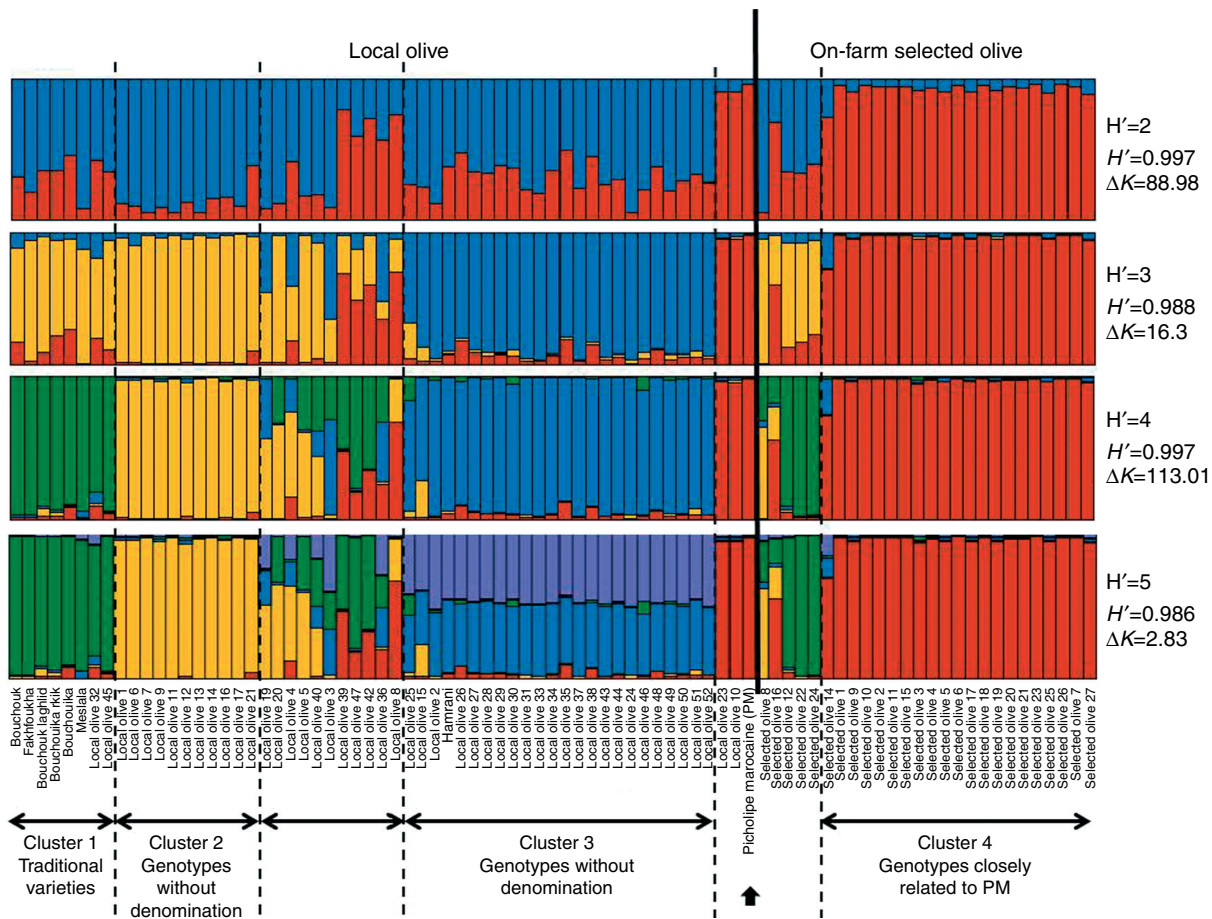 Local olive
On-farm selected olive
H′=2
H′=0.997
ΔK=88.98
H′=3
H′=0.988
ΔK=16.3
H′=4
H′=0.997
ΔK=113.01
H′=5
H′=0.986
ΔK=2.83
Bouchouk
Fakhfoukha
Bouchouk laghlid
Bouchouika rkik
Bouchouka
Meslala
Local olive 32
Local olive 45
Local olive 1
Local olive 6
Local olive 7
Local olive 9
Local olive 11
Local olive 12
Local olive 13
Local olive 14
Local olive 16
Local olive 17
Local olive 21
Local olive 19
Local olive 20
Local olive 4
Local olive 5
Local olive 40
Local olive 3
Local olive 39
Local olive 47
Local olive 42
Local olive 36
Local olive 8
Local olive 25
Local olive 15
Local olive 2
Hamrani
Local olive 26
Local olive 27
Local olive 28
Local olive 29
Local olive 30
Local olive 31
Local olive 33
Local olive 34
Local olive 35
Local olive 37
Local olive 38
Local olive 43
Local olive 44
Local olive 24
Local olive 46
Local olive 48
Local olive 49
Local olive 50
Local olive 51
Local olive 52
Local olive 23
Local olive 10
Picholipe marocaine (PM)
Selected olive 8
Selected olive 16
Selected olive 12
Selected olive 22
Selected olive 24
Selected olive 14
Selected olive 1
Selected olive 9
Selected olive 10
Selected olive 2
Selected olive 11
Selected olive 15
Selected olive 3
Selected olive 4
Selected olive 5
Selected olive 6
Selected olive 17
Selected olive 18
Selected olive 19
Selected olive 20
Selected olive 21
Selected olive 23
Selected olive 25
Selected olive 26
Selected olive 7
Selected olive 27
Cluster 1
Traditional
varieties
Cluster 2
Genotypes
without
denomination
Cluster 3
Genotypes without
denomination
Cluster 4
Genotypes closely
related to PM